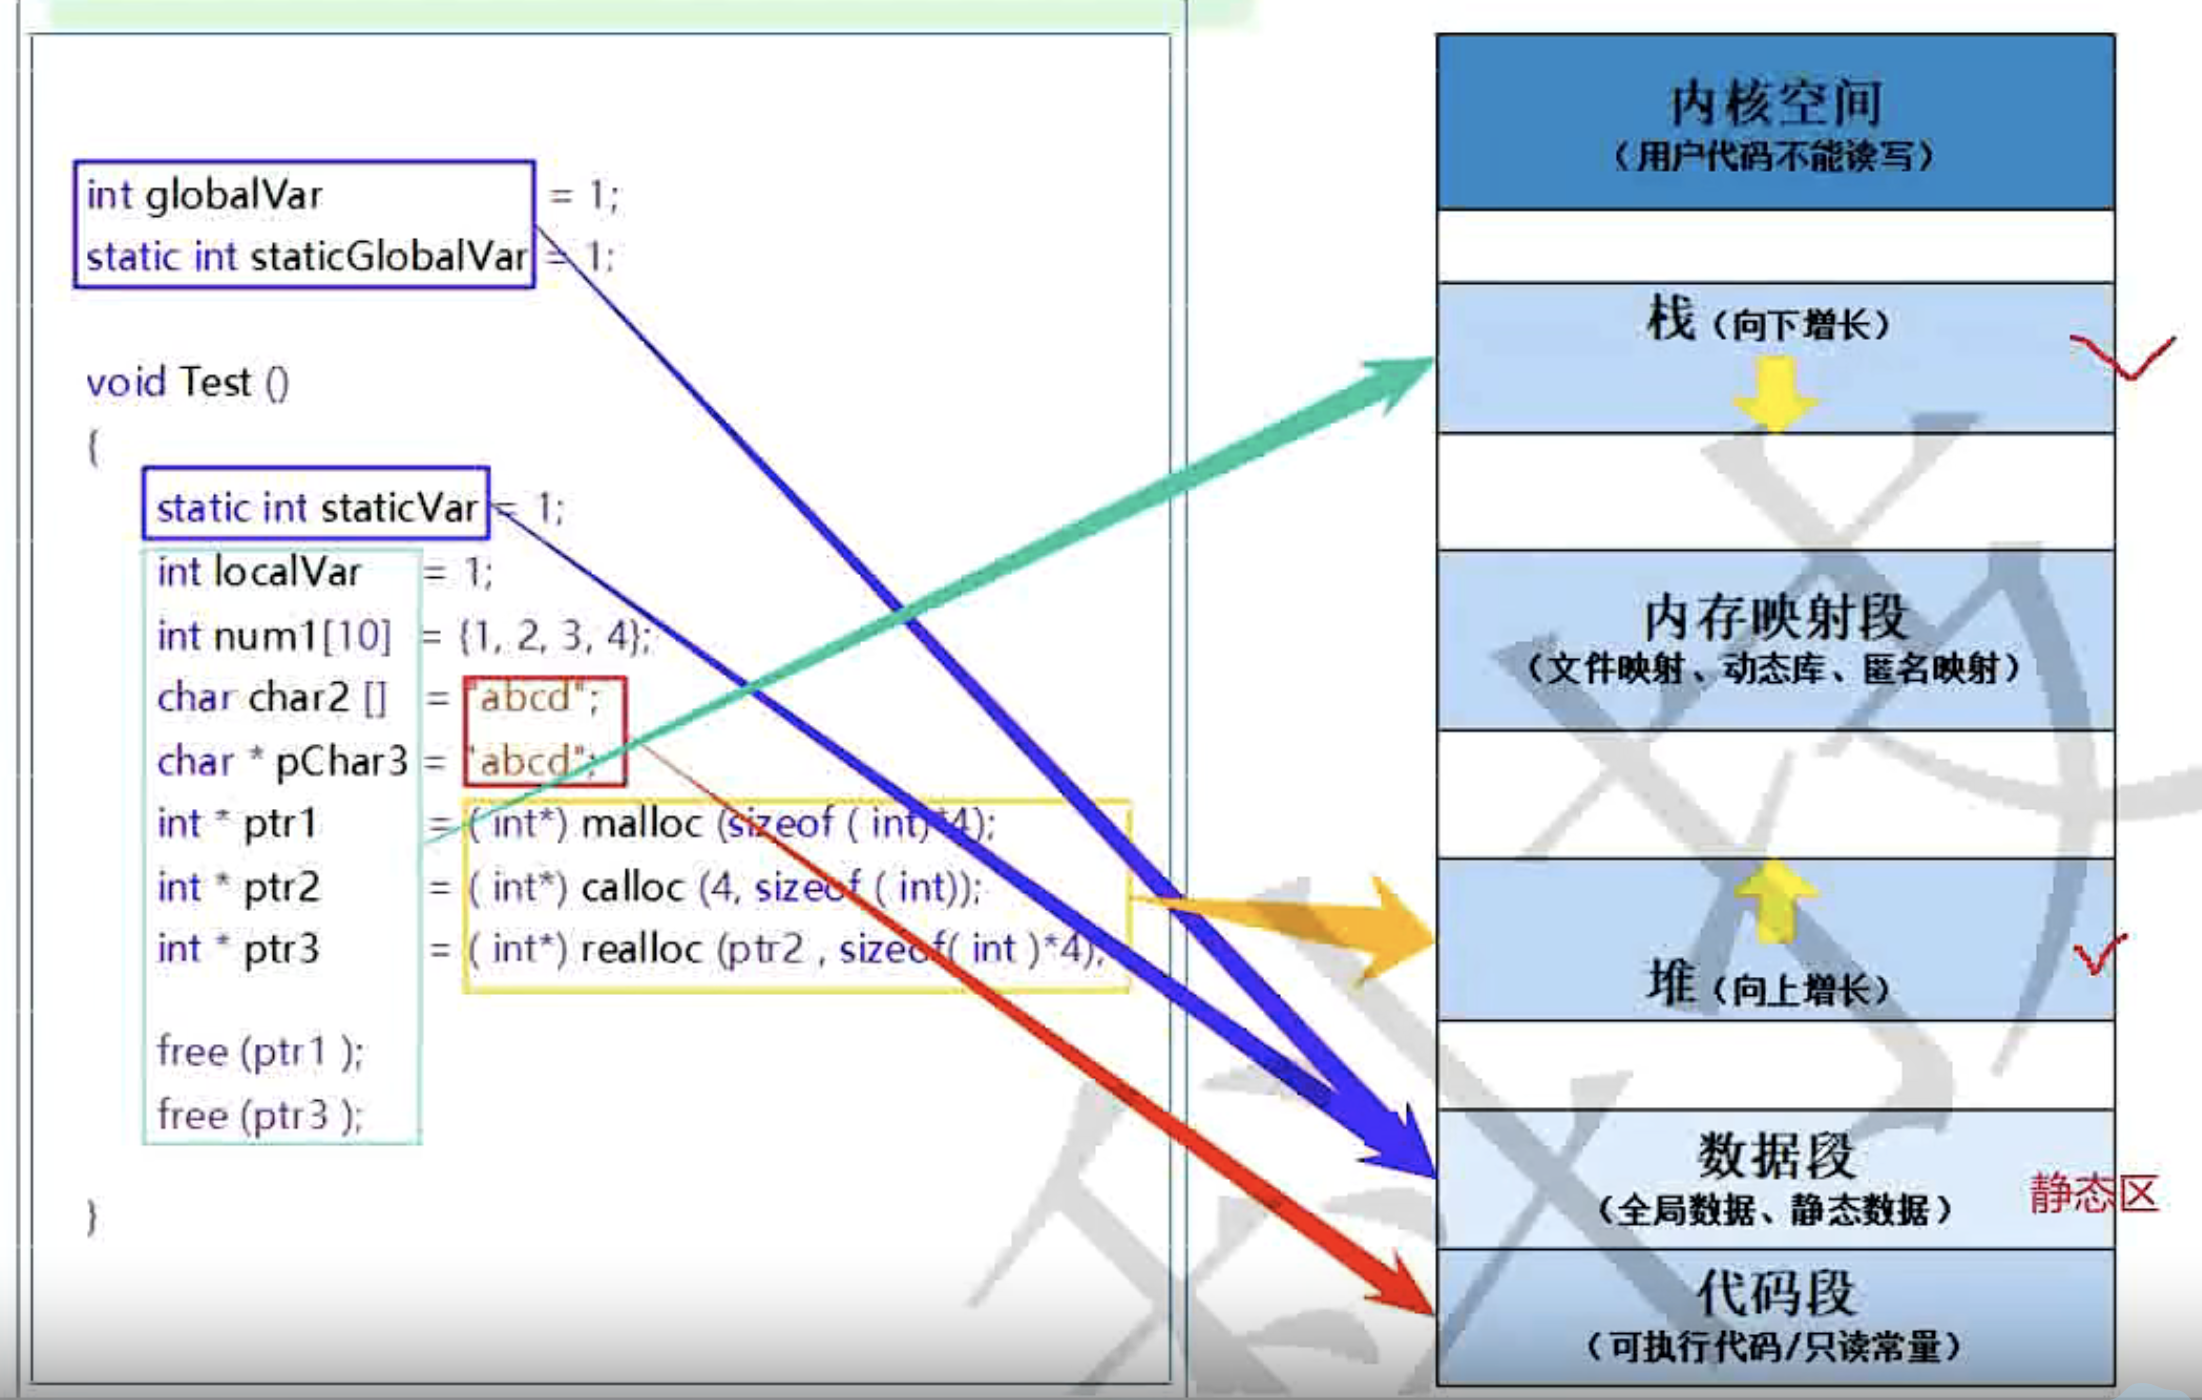 int globalVar = 1;
static int staticGlobalVar = 1;
void Test ()
{
static int staticVar = 1;
int localVar = 1;
int num1[10] = {1, 2, 3, 4};
char char2 [] = "abcd";
char * pChar3 = "abcd";
int * ptr1 = ( int*) malloc (sizeof ( int)*4);
int * ptr2 = ( int*) calloc (4, sizeof ( int));
int * ptr3 = ( int*) realloc (ptr2 , sizeof( int )*4);
free (ptr1 );
free (ptr3 );
}
内核空间
（用户代码不能读写）
栈（向下增长）
内存映射段
（文件映射、动态库、匿名映射）
堆（向上增长）
数据段
（全局数据、静态数据）
静态区
代码段
（可执行代码/只读常量）